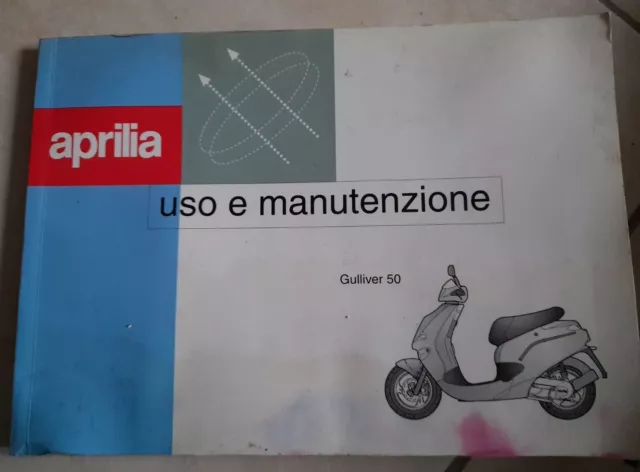 aprilia
uso e manutenzione
Gulliver 50